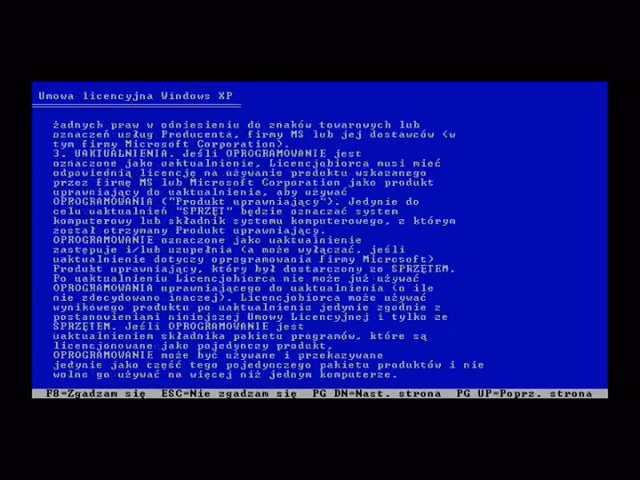 Umowa licencyjna Windows XP
żadnych praw w odniesieniu do znaków towarowych lub
oznaczeń usług Producenta, firmy MS lub jej dostawców (w
tym firmy Microsoft Corporation).
3. UAKTUALNIENIA. Jeśli OPROGRAMOWANIE jest
oznaczone jako uaktualnienie, Licencjobiorca musi mieć
odpowiednią licencję na używanie produktu wskazanego
przez firmę MS lub Microsoft Corporation jako produkt
uprawniający do uaktualnienia, aby używać
OPROGRAMOWANIA ("Produkt uprawniający"). Jedynie do
celu uaktualnień "SPRZĘT" będzie oznaczać system
komputerowy lub składnik systemu komputerowego, z którym
został otrzymany Produkt uprawniający.
OPROGRAMOWANIE oznaczone jako uaktualnienie
zastępuje i/lub uzupełnia (a może wyłączać, jeśli
uaktualnienie dotyczy oprogramowania firmy Microsoft)
Produkt uprawniający, który był dostarczony ze SPRZĘTEM.
Po uaktualnieniu Licencjobiorca nie może już używać
OPROGRAMOWANIA uprawniającego do uaktualnienia (o ile
nie zdecydowano inaczej). Licencjobiorca może używać
wynikowego produktu po uaktualnieniu jedynie zgodnie z
postanowieniami niniejszej Umowy Licencyjnej i tylko ze
SPRZĘTEM. Jeśli OPROGRAMOWANIE jest
uaktualnieniem składnika pakietu programów, które są
licencjonowane jako pojedynczy produkt,
OPROGRAMOWANIE może być używane i przekazywane
jedynie jako część tego pojedynczego pakietu produktów i nie
wolno go używać na więcej niż jednym komputerze.
F8=Zgadzam się ESC=Nie zgadzam się PG DN=Nast. strona PG UP=Poprz. strona